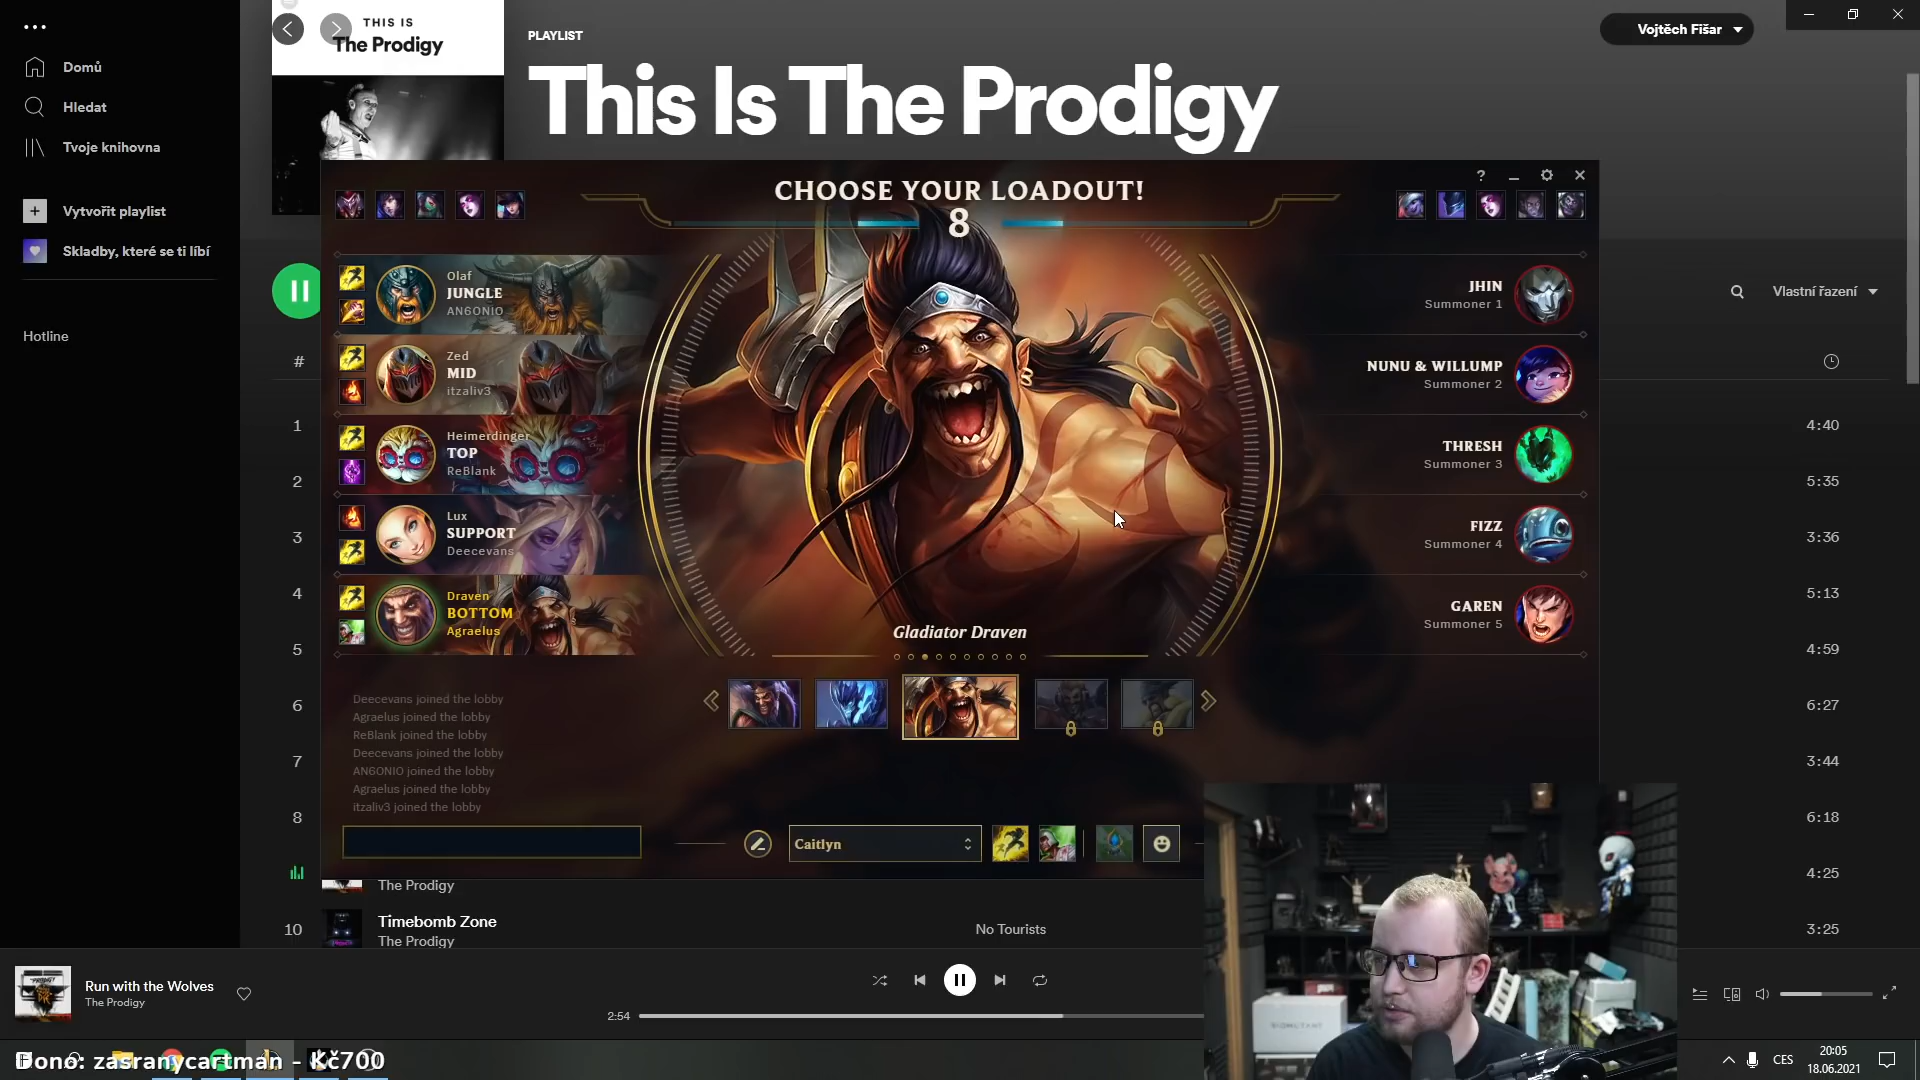 THIS IS
The Prodigy
PLAYLIST
Vojtěch Fišar
This Is The Prodigy
Domů
Hledat
Tvoje knihovna
Vytvořit playlist
Skladby, které se ti líbí
Hotline
CHOOSE YOUR LOADOUT!
8
?
Olaf
JUNGLE
AN6ONIO
Zed
MID
itzaliv3
Heimerdinger
TOP
ReBlank
Lux
SUPPORT
Deecevans
Draven
BOTTOM
Agraelus
JHIN
Summoner 1
NUNU & WILLUMP
Summoner 2
THRESH
Summoner 3
FIZZ
Summoner 4
GAREN
Summoner 5
Gladiator Draven
Deecevans joined the lobby
Agraelus joined the lobby
ReBlank joined the lobby
Deecevans joined the lobby
AN6ONIO joined the lobby
Agraelus joined the lobby
itzaliv3 joined the lobby
Caitlyn
Vlastní řazení
#
1
4:40
2
5:35
3
3:36
4
5:13
5
4:59
6
6:27
7
3:44
8
6:18
4:25
The Prodigy
10
Timebomb Zone
The Prodigy
No Tourists
3:25
Run with the Wolves
The Prodigy
2:54
Dono: zasranycartman - Kč700
CES
20:05
18.06.2021